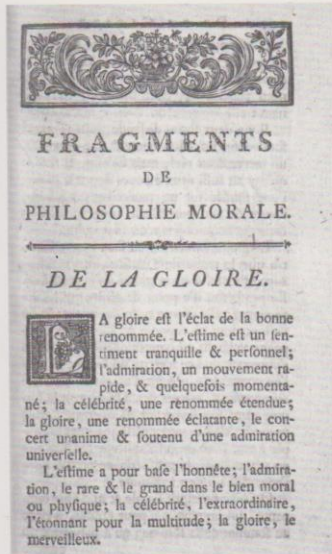 FRAGMENTS
DE
PHILOSOPHIE MORALE.
DE LA GLOIRE.
LA gloire eſt l'éclat de la bonne
renommée. L'eſtime eſt un ſen-
timent tranquille & perſonnel;
l'admiration, un mouvement ra-
pide, & quelquefois momenta-
né; la célébrité, une renommée étendue;
la gloire, une renommée éclatante, le con-
cert unanime & ſoutenu d'une admiration
univerſelle.
L'eſtime a pour baſe l'honnête; l'admira-
tion, le rare & le grand dans le bien moral
ou phyſique; la célébrité, l'extraordinaire,
l'étonnant pour la multitude; la gloire, le
merveilleux.